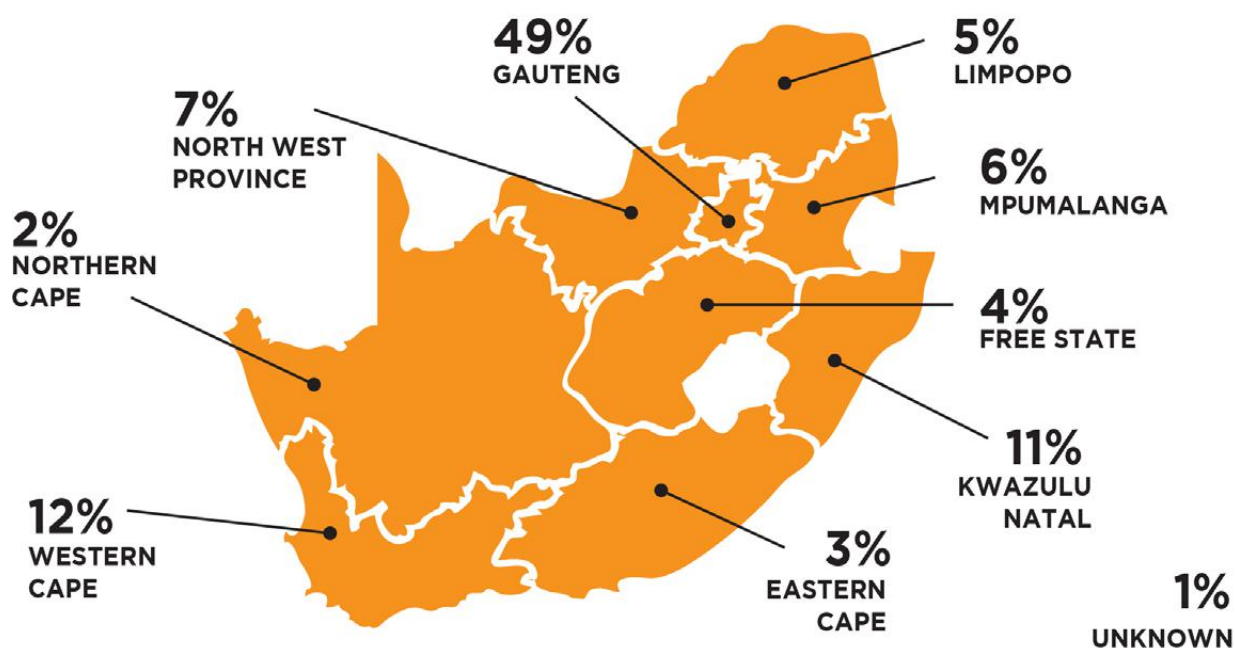 49%
GAUTENG
5%
LIMPOPO
7%
NORTH WEST
PROVINCE
6%
MPUMALANGA
2%
NORTHERN
CAPE
4%
FREE STATE
11%
KWAZULU
NATAL
12%
WESTERN
CAPE
3%
EASTERN
CAPE
1%
UNKNOWN